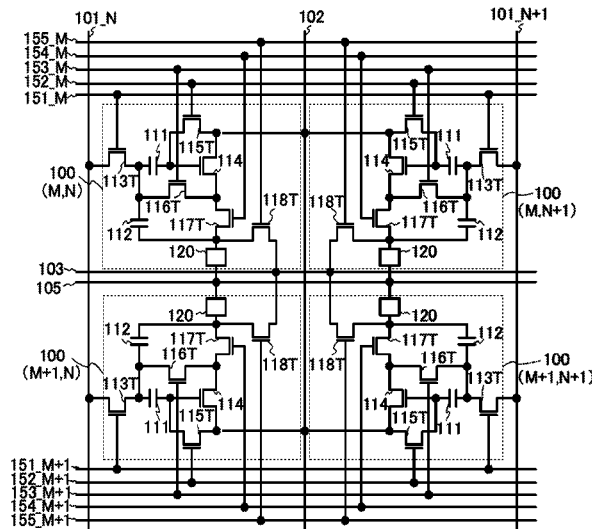 101_N 102 101_N+1
155_M
154_M
153_M
152_M
151_M
111 115T 114 115T 111
113T 114 113T
100
(M,N)
116T 118T 118T 116T
100
(M,N+1)
112 117T 117T 112
120 120
103
105
120 120
112 117T 117T 112
100
(M+1,N)
116T 118T 118T 116T
100
(M+1,N+1)
113T 113T
111 115T 114 114 115T 111
151_M+1
152_M+1
153_M+1
154_M+1
155_M+1